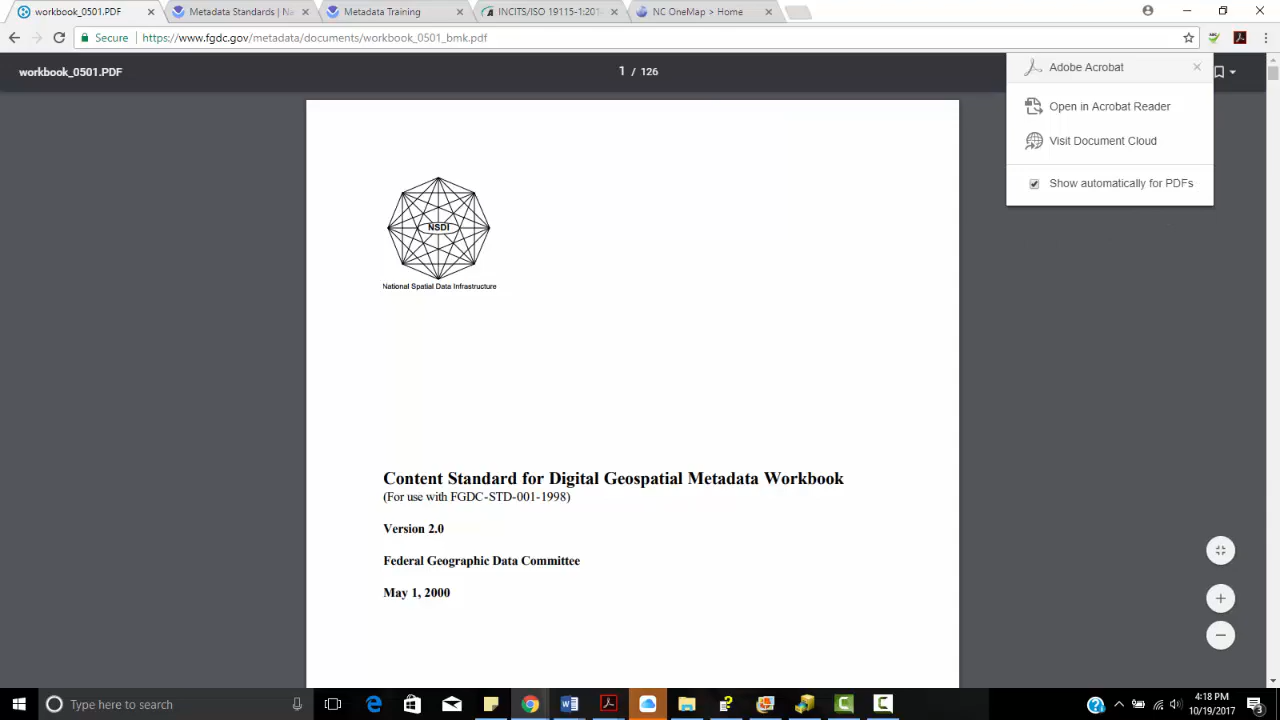 workbook_0501.PDF
Metadata Standards | Na
Metadata Training
INCITS/ISO 19115-1:201
NC OneMap > Home
Secure
https://www.fgdc.gov/metadata/documents/workbook_0501_bmk.pdf
workbook_0501.PDF
1 / 126
Adobe Acrobat
Open in Acrobat Reader
Visit Document Cloud
Show automatically for PDFs
NSDI
National Spatial Data Infrastructure
Content Standard for Digital Geospatial Metadata Workbook
(For use with FGDC-STD-001-1998)
Version 2.0
Federal Geographic Data Committee
May 1, 2000
Type here to search
4:18 PM
10/19/2017